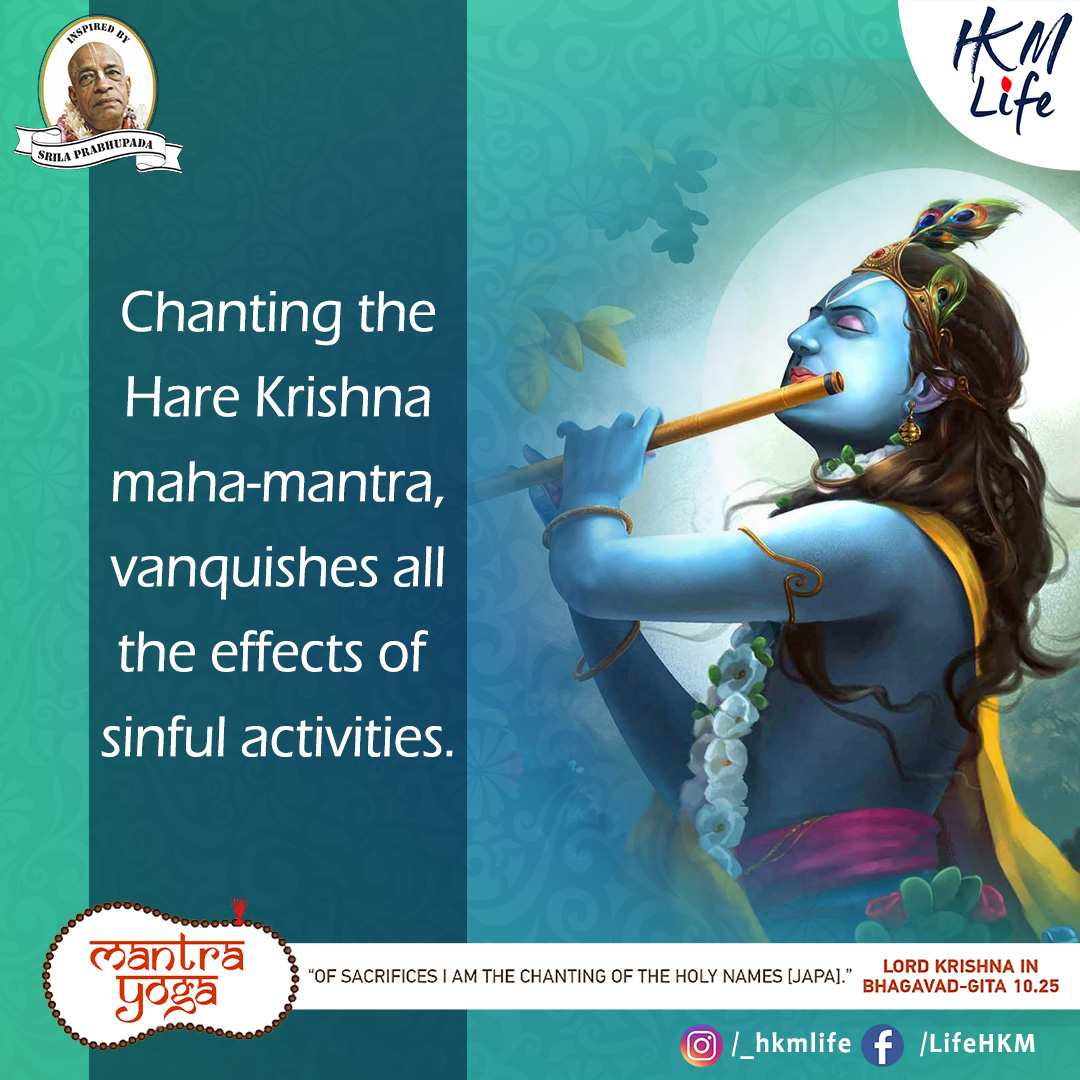 INSPIRED BY
SRILA PRABHUPADA
HKM
Life
Chanting the
Hare Krishna
maha-mantra,
vanquishes all
the effects of
sinful activities.
mantra
yoga
“OF SACRIFICES I AM THE CHANTING OF THE HOLY NAMES [JAPA].”
LORD KRISHNA IN
BHAGAVAD-GITA 10.25
/_hkmlife
/LifeHKM